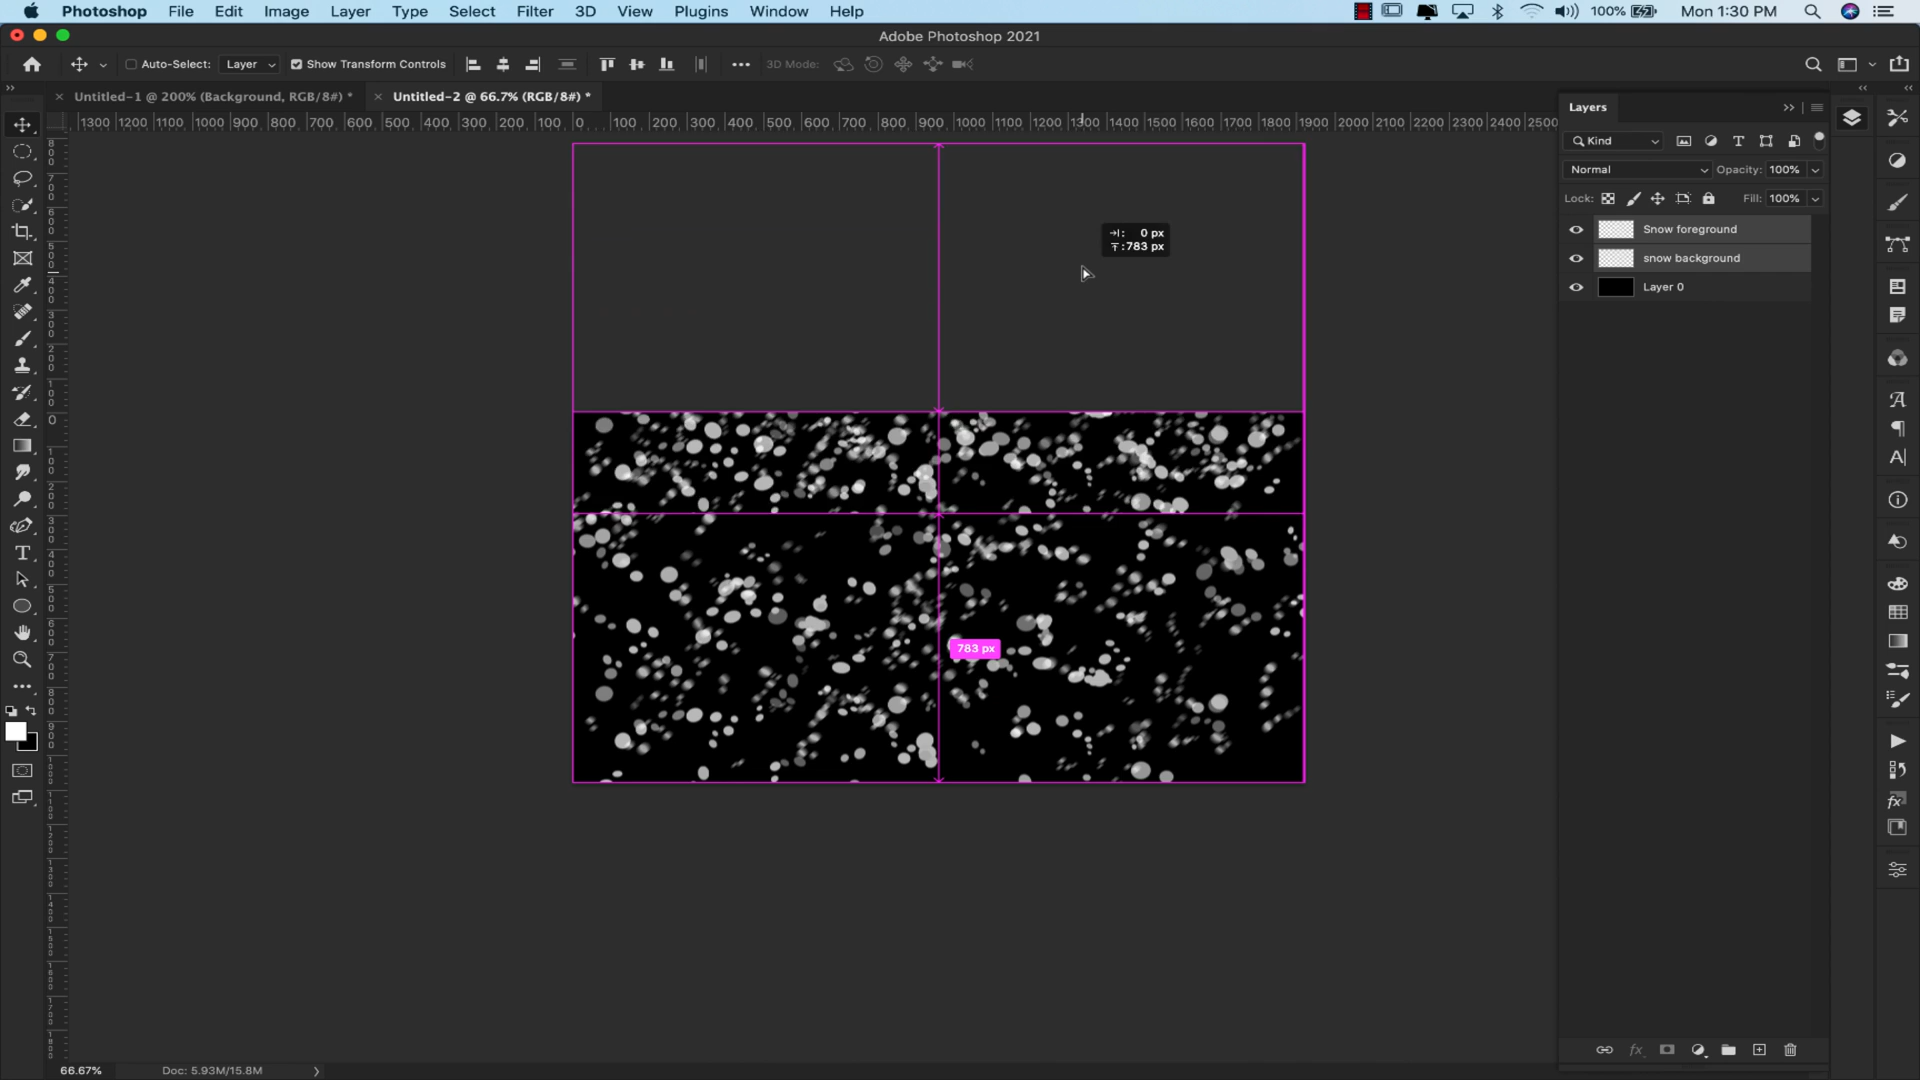 Photoshop File Edit Image Layer Type Select Filter 3D View Plugins Window Help 100% Mon 1:30 PM
Adobe Photoshop 2021
Auto-Select: Layer Show Transform Controls 3D Mode:
Untitled-1 @ 200% (Background, RGB/8#) * Untitled-2 @ 66.7% (RGB/8#) *
1300 1200 1100 1000 900 800 700 600 500 400 300 200 100 0 100 200 300 400 500 600 700 800 900 1000 1100 1200 1300 1400 1500 1600 1700 1800 1900 2000 2100 2200 2300 2400 2500
Layers
Kind
Normal Opacity: 100%
Lock: Fill: 100%
Snow foreground
snow background
Layer 0
0 px
:783 px
783 px
66.67% Doc: 5.93M/15.8M